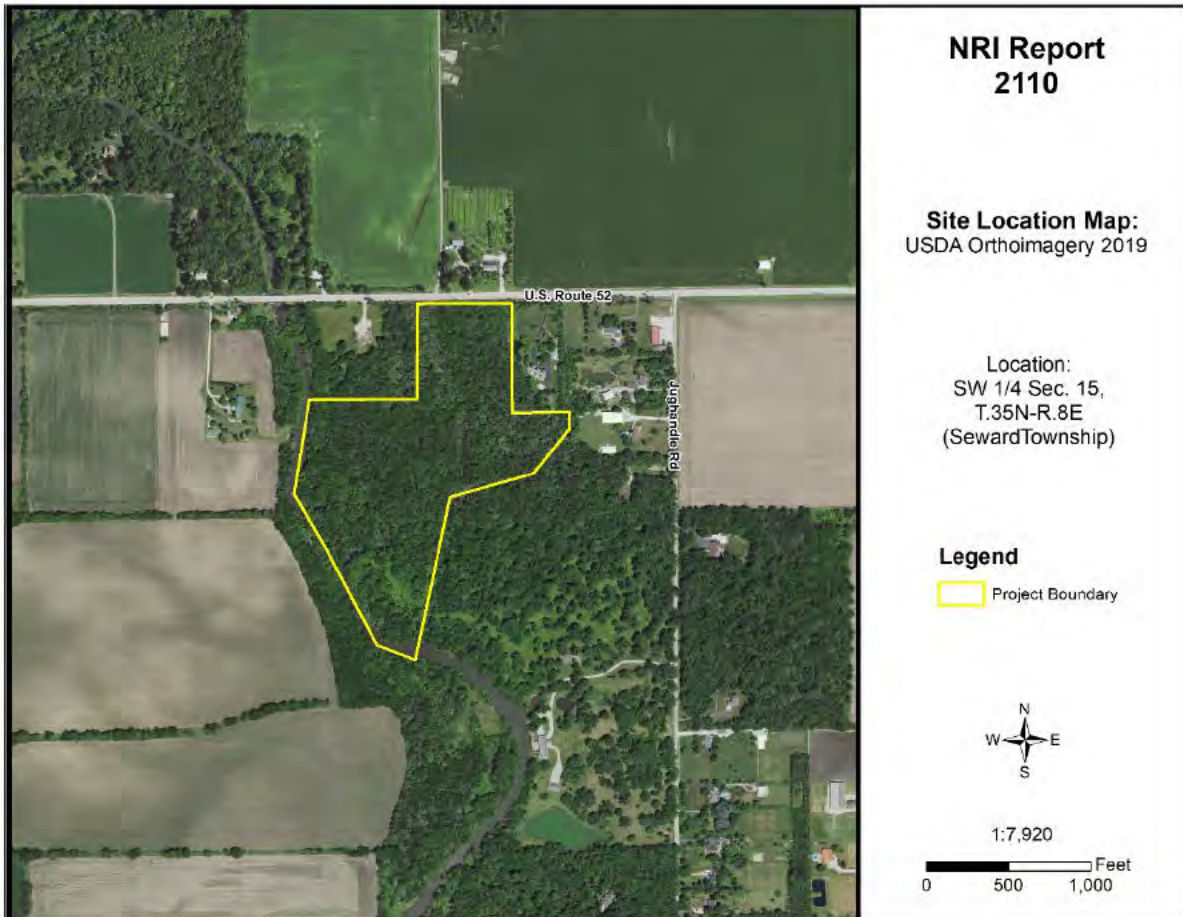 NRI Report
2110
Site Location Map:
USDA Orthoimagery 2019
U.S. Route 52
Jughandle Rd
Location:
SW 1/4 Sec. 15,
T.35N-R.8E
(SewardTownship)
Legend
Project Boundary
N
W E
S
1:7,920
Feet
0 500 1,000